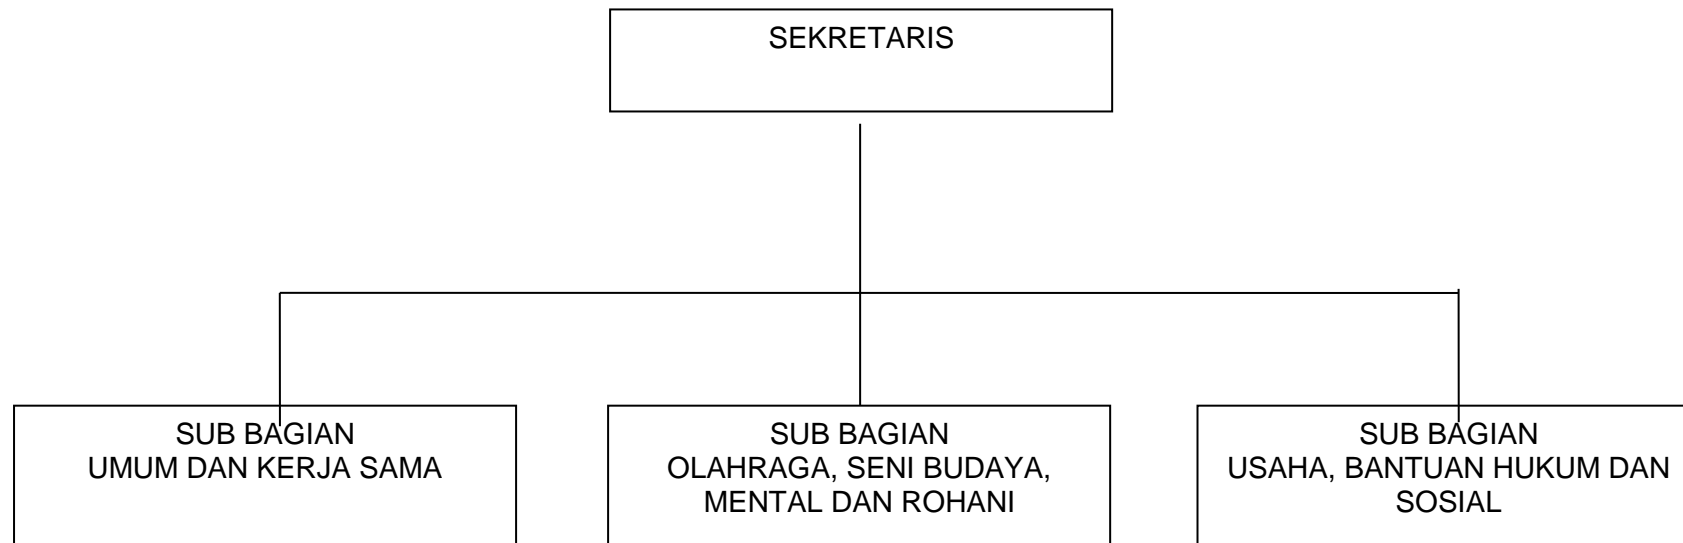 SEKRETARIS
SUB BAGIAN
UMUM DAN KERJA SAMA
SUB BAGIAN
OLAHRAGA, SENI BUDAYA,
MENTAL DAN ROHANI
SUB BAGIAN
USAHA, BANTUAN HUKUM DAN
SOSIAL